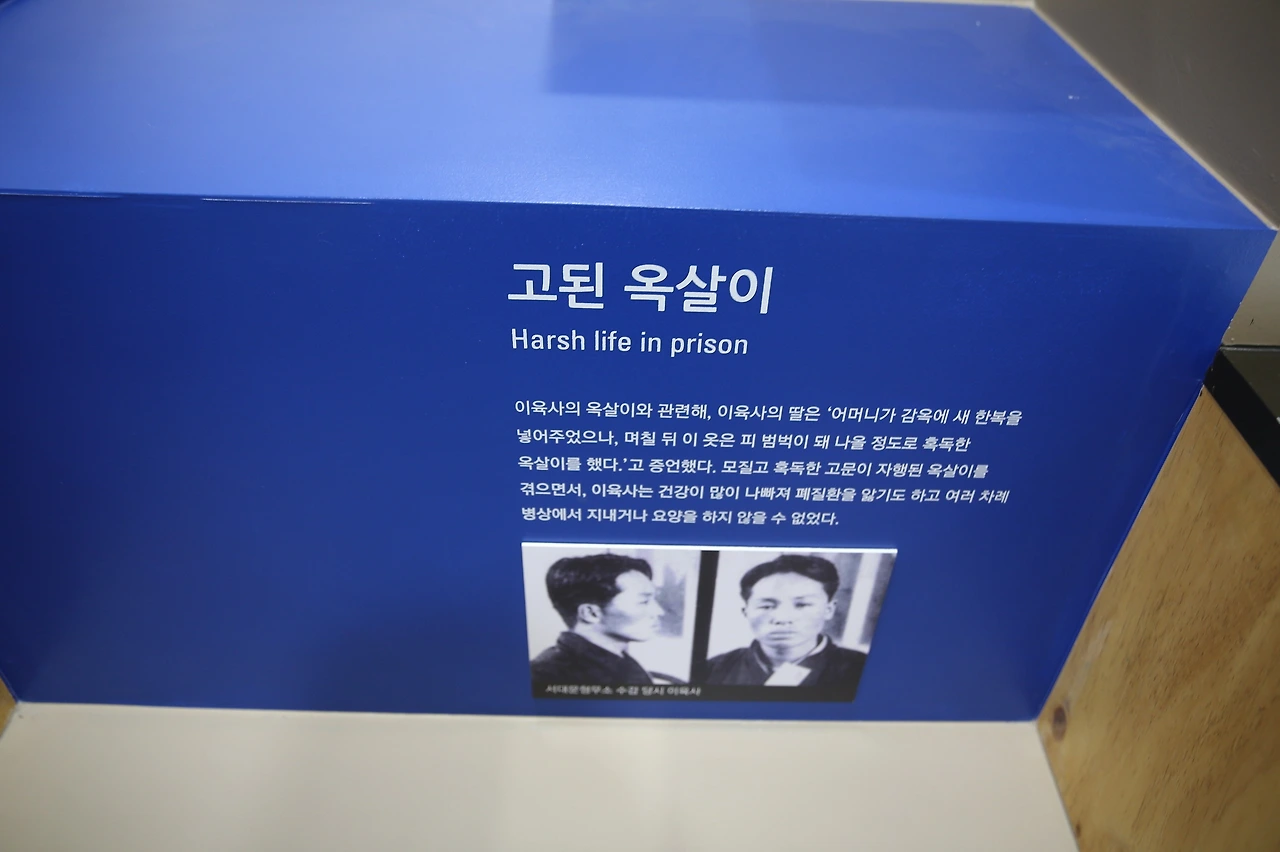 고된 옥살이
Harsh life in prison
이육사의 옥살이와 관련해, 이육사의 딸은 ‘어머니가 감옥에 새 한복을
넣어주었으나, 며칠 뒤 이 옷은 피 범벅이 돼 나올 정도로 혹독한
옥살이를 했다.’고 증언했다. 모질고 혹독한 고문이 자행된 옥살이를
겪으면서, 이육사는 건강이 많이 나빠져 폐질환을 앓기도 하고 여러 차례
병상에서 지내거나 요양을 하지 않을 수 없었다.
서대문형무소 수감 당시 이육사